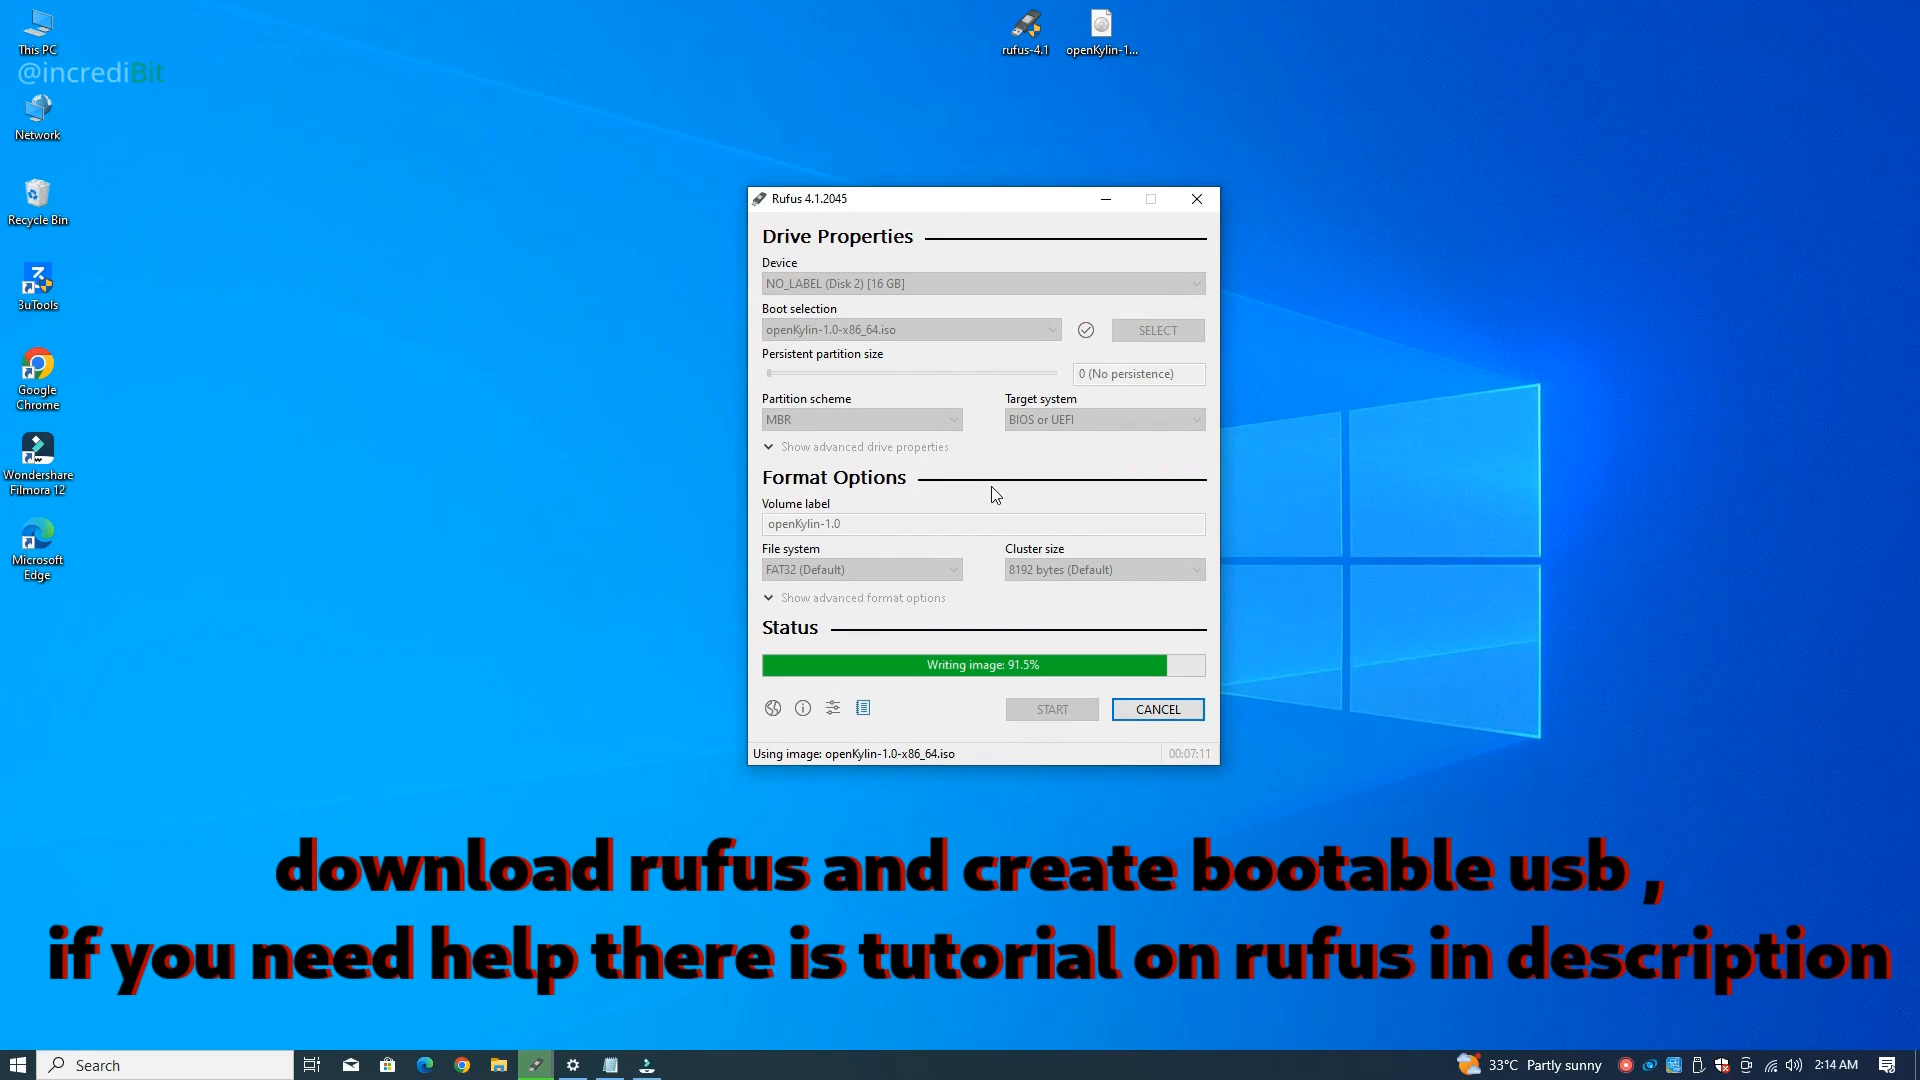 This PC
@incrediBit
Network
Recycle Bin
3uTools
Google
Chrome
Wondershare
Filmora 12
Microsoft
Edge
rufus-4.1
openKylin-1...
Rufus 4.1.2045
Drive Properties
Device
NO_LABEL (Disk 2) [16 GB]
Boot selection
openKylin-1.0-x86_64.iso
SELECT
Persistent partition size
0 (No persistence)
Partition scheme
Target system
MBR
BIOS or UEFI
Show advanced drive properties
Format Options
Volume label
openKylin-1.0
File system
Cluster size
FAT32 (Default)
8192 bytes (Default)
Show advanced format options
Status
Writing image: 91.5%
START
CANCEL
Using image: openKylin-1.0-x86_64.iso
00:07:11
download rufus and create bootable usb ,
if you need help there is tutorial on rufus in description
Search
33°C Partly sunny
2:14 AM